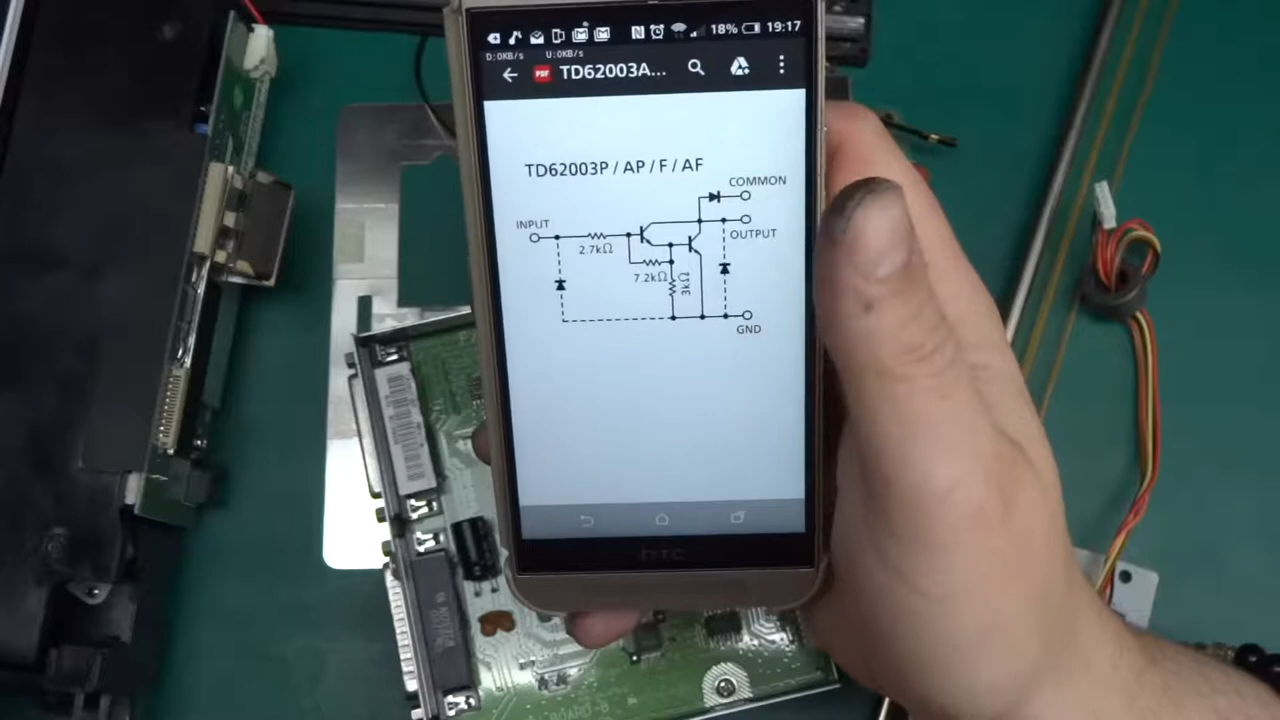 18% 19:17
D:0KB/s U:0KB/s
PDF TD62003A...
TD62003P / AP / F / AF
COMMON
INPUT
OUTPUT
2.7kΩ
7.2kΩ
3kΩ
GND
hTC